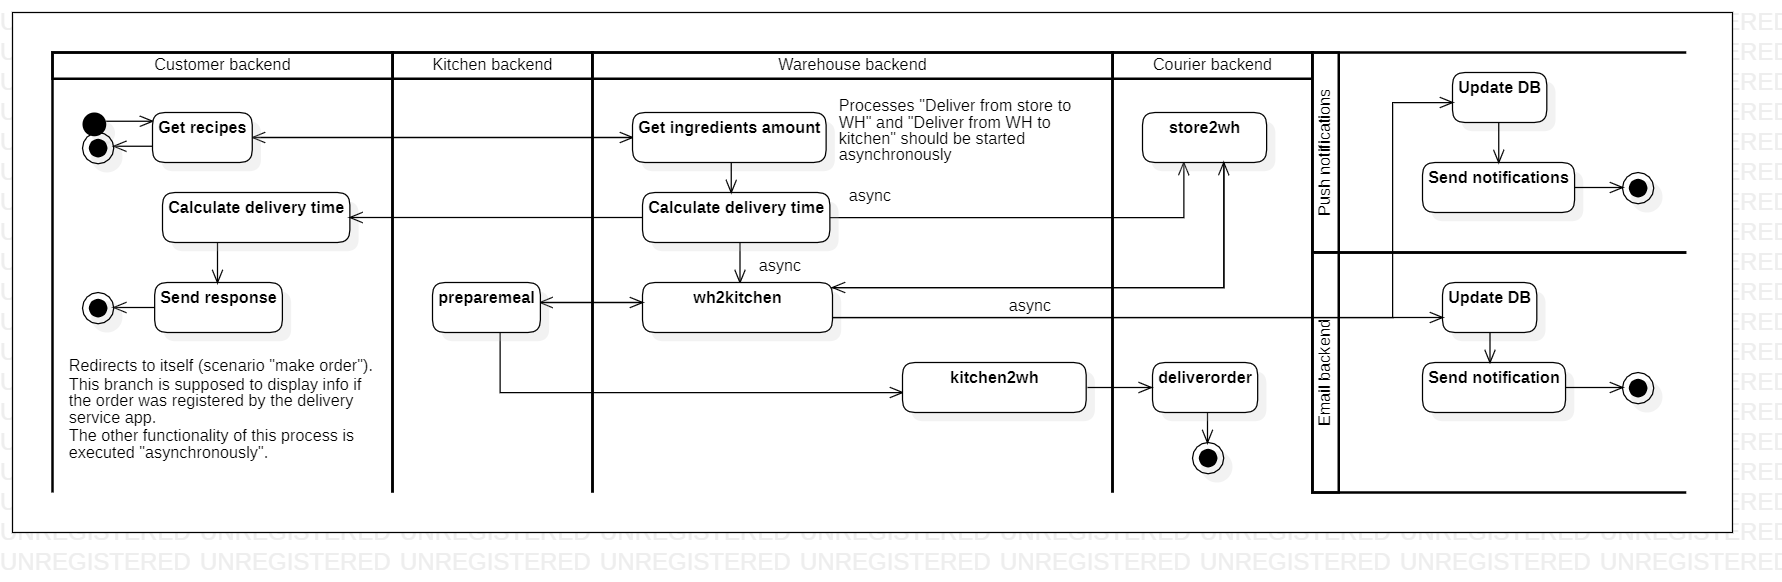 Customer backend
Kitchen backend
Warehouse backend
Courier backend
Push notifications
Email backend
Get recipes
Get ingredients amount
Processes "Deliver from store to
WH" and "Deliver from WH to
kitchen" should be started
asynchronously
store2wh
Update DB
Send notifications
Calculate delivery time
Calculate delivery time
async
async
Send response
preparemeal
wh2kitchen
async
Update DB
Send notification
Redirects to itself (scenario "make order").
This branch is supposed to display info if
the order was registered by the delivery
service app.
The other functionality of this process is
executed "asynchronously".
kitchen2wh
deliverorder
UNREGISTERED UNREGISTERED UNREGISTERED UNREGISTERED UNREGISTERED UNREGISTERED UNREGISTERED UNREGISTERED UNREGISTERED